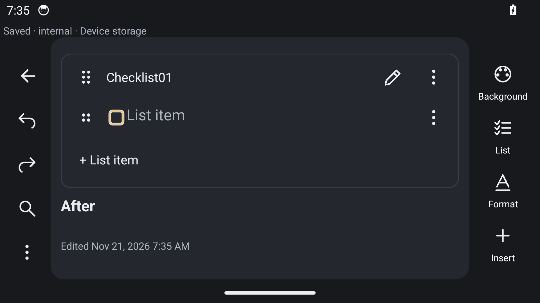 7:35
Saved · internal · Device storage
Checklist01
List item
+ List item
After
Edited Nov 21, 2026 7:35 AM
Background
List
Format
Insert